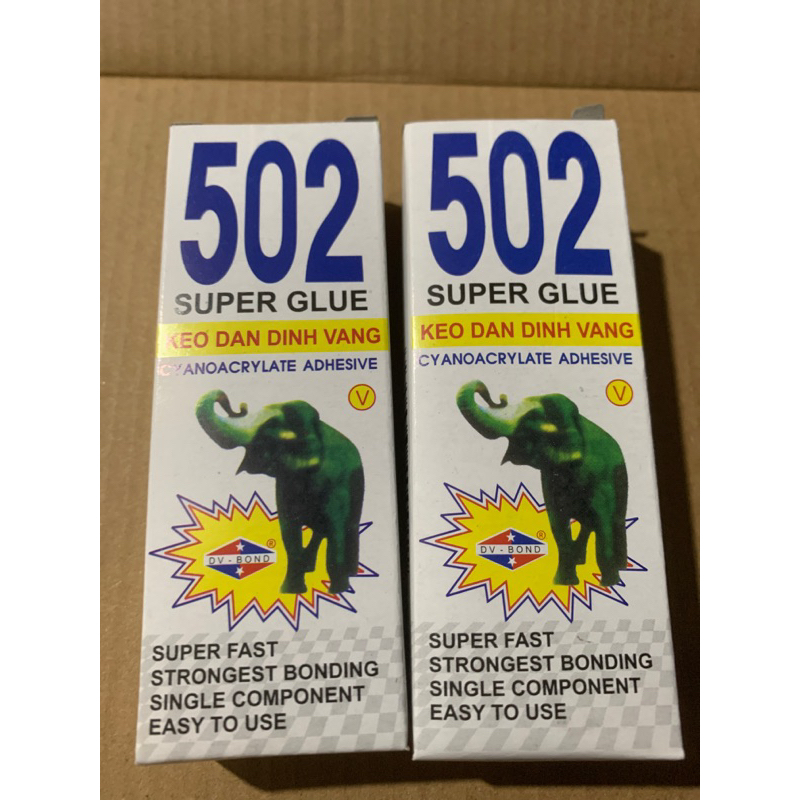 502
SUPER GLUE
KEO DAN DINH VANG
CYANOACRYLATE ADHESIVE
V
DV-BOND ®
SUPER FAST
STRONGEST BONDING
SINGLE COMPONENT
EASY TO USE
502
SUPER GLUE
KEO DAN DINH VANG
CYANOACRYLATE ADHESIVE
V
DV-BOND ®
SUPER FAST
STRONGEST BONDING
SINGLE COMPONENT
EASY TO USE